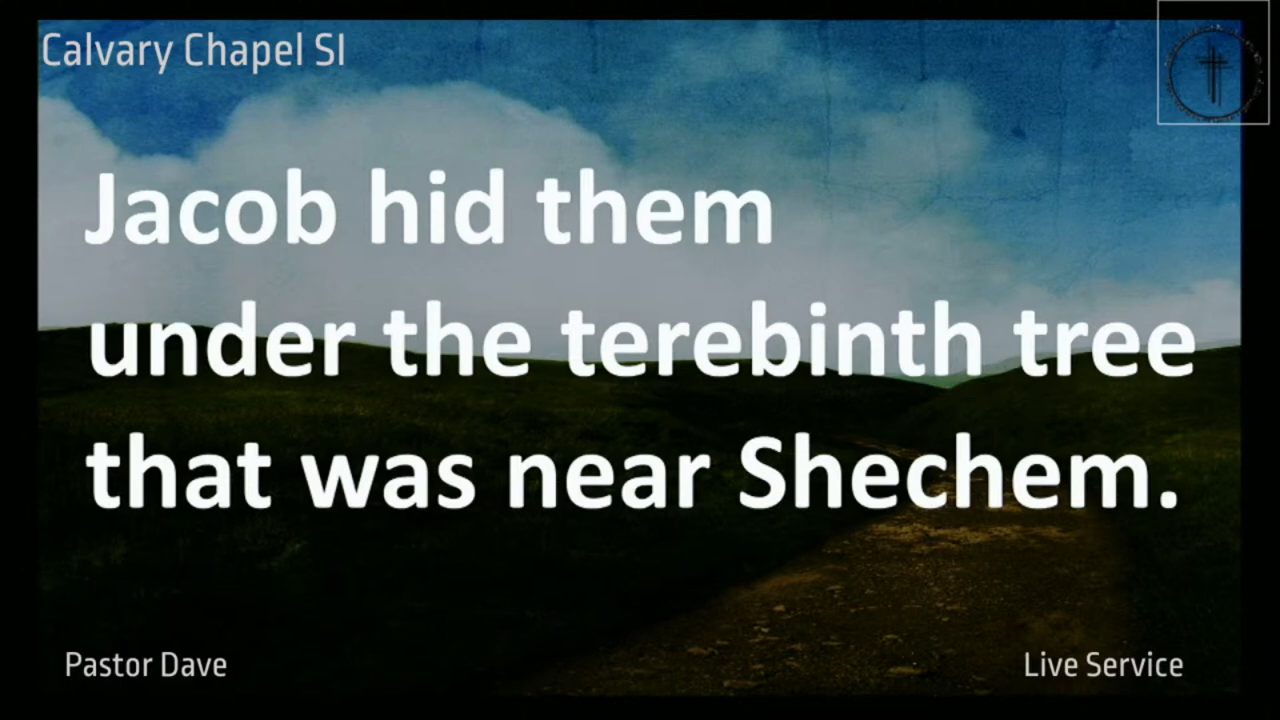 Calvary Chapel SI
Jacob hid them
under the terebinth tree
that was near Shechem.
Pastor Dave
Live Service